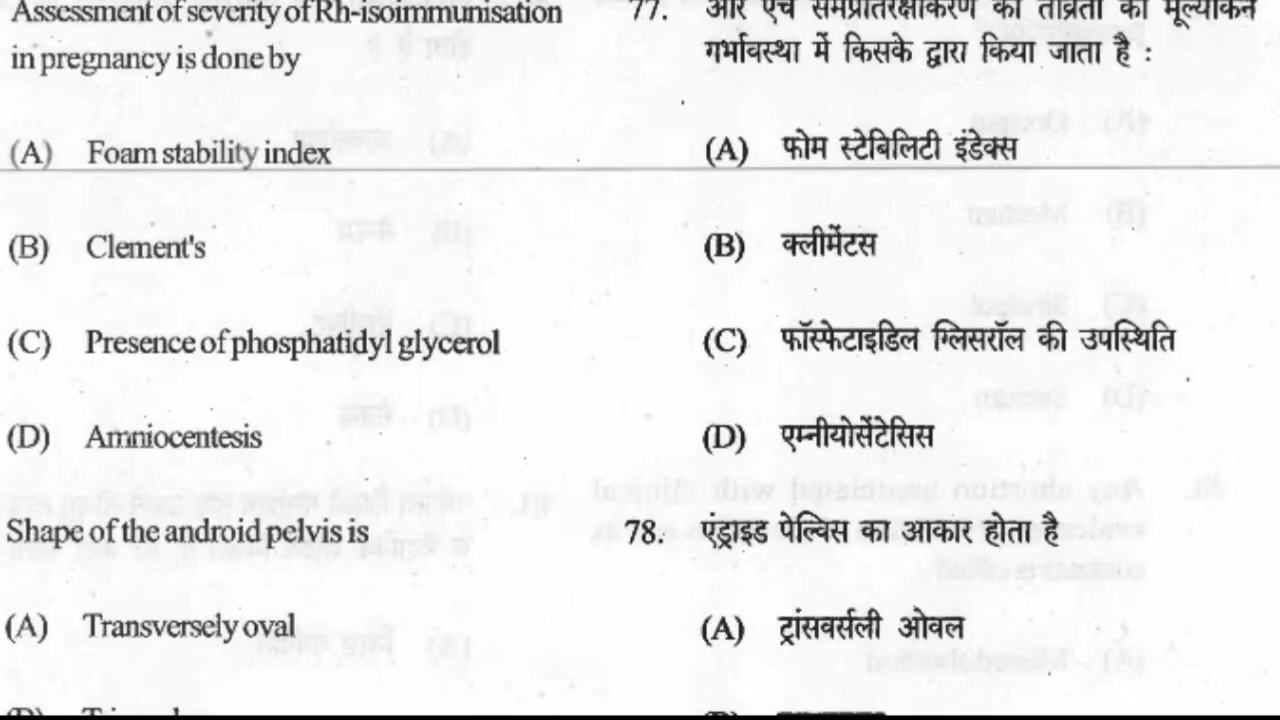 Assessment of severity of Rh-isoimmunisation
in pregnancy is done by
(A) Foam stability index
(B) Clement's
(C) Presence of phosphatidyl glycerol
(D) Amniocentesis
Shape of the android pelvis is
(A) Transversely oval
77. आर एच समप्रतिरक्षीकरण की तीव्रता का मूल्यांकन
गर्भावस्था में किसके द्वारा किया जाता है :
(A) फोम स्टेबिलिटी इंडेक्स
(B) क्लीमेंटस
(C) फॉस्फेटाइडिल ग्लिसरॉल की उपस्थिति
(D) एम्नीयोसेंटेसिस
78. एंड्राइड पेल्विस का आकार होता है
(A) ट्रांसवर्सली ओवल